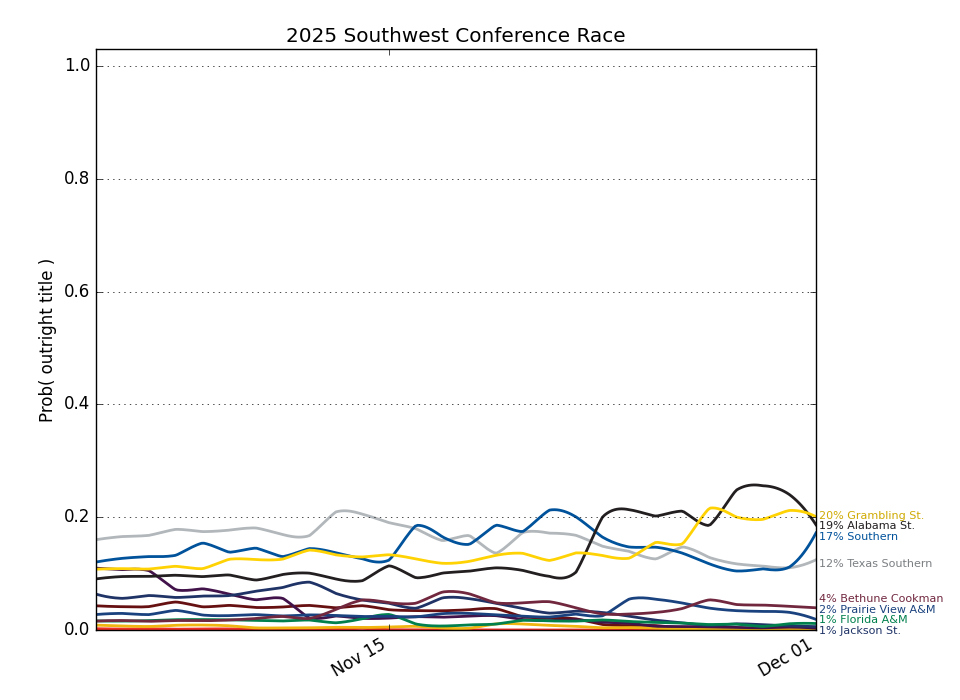 2025 Southwest Conference Race
1.0
0.8
0.6
0.4
0.2
0.0
Prob( outright title )
Nov 15
Dec 01
20% Grambling St.
19% Alabama St.
17% Southern
12% Texas Southern
4% Bethune Cookman
2% Prairie View A&M
1% Florida A&M
1% Jackson St.